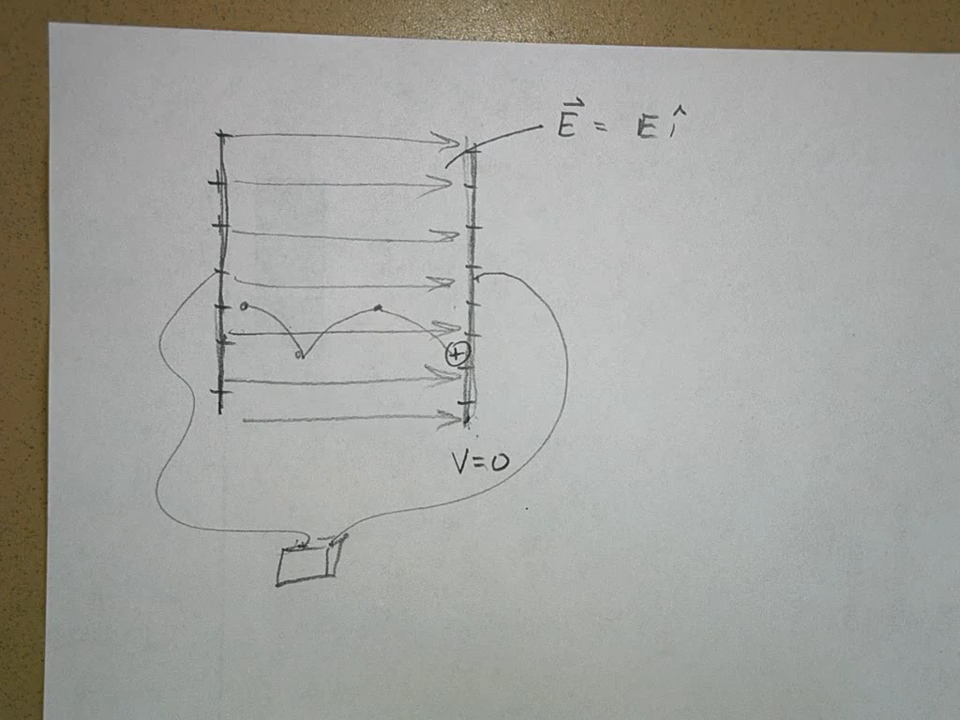 E⃗ = E î
+
V=0